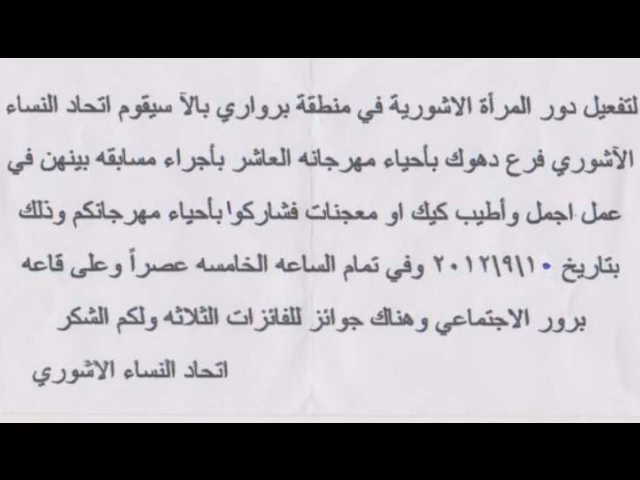 لتفعيل دور المرأة الاشورية في منطقة برواري بالآ سيقوم اتحاد النساء
الآشوري فرع دهوك بأحياء مهرجانه العاشر بأجراء مسابقه بينهن في
عمل اجمل وأطيب كيك او معجنات فشاركوا بأحياء مهرجانكم وذلك
بتاريخ ١٠\٩\٢٠١٢ وفي تمام الساعه الخامسه عصراً وعلى قاعه
برور الاجتماعي وهناك جوائز للفائزات الثلاثه ولكم الشكر
اتحاد النساء الاشوري